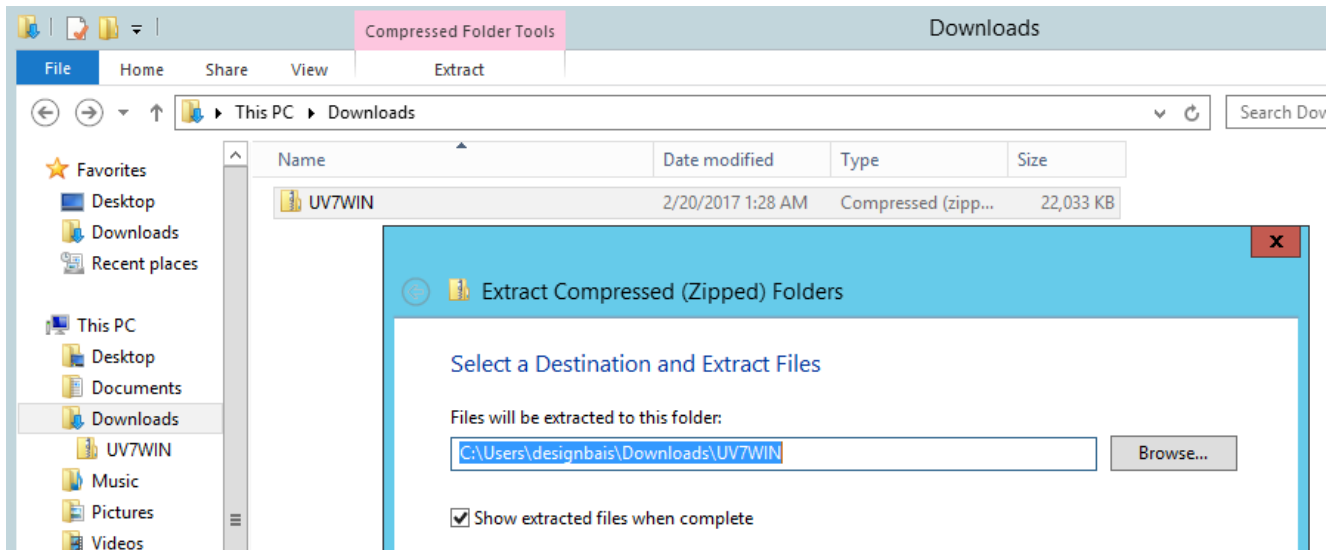 Compressed Folder Tools
Downloads
File Home Share View Extract
This PC Downloads
Search Dow
Favorites
Desktop
Downloads
Recent places
This PC
Desktop
Documents
Downloads
UV7WIN
Music
Pictures
Videos
Name Date modified Type Size
UV7WIN 2/20/2017 1:28 AM Compressed (zipp... 22,033 KB
x
Extract Compressed (Zipped) Folders
Select a Destination and Extract Files
Files will be extracted to this folder:
C:\Users\designbais\Downloads\UV7WIN
Browse...
Show extracted files when complete